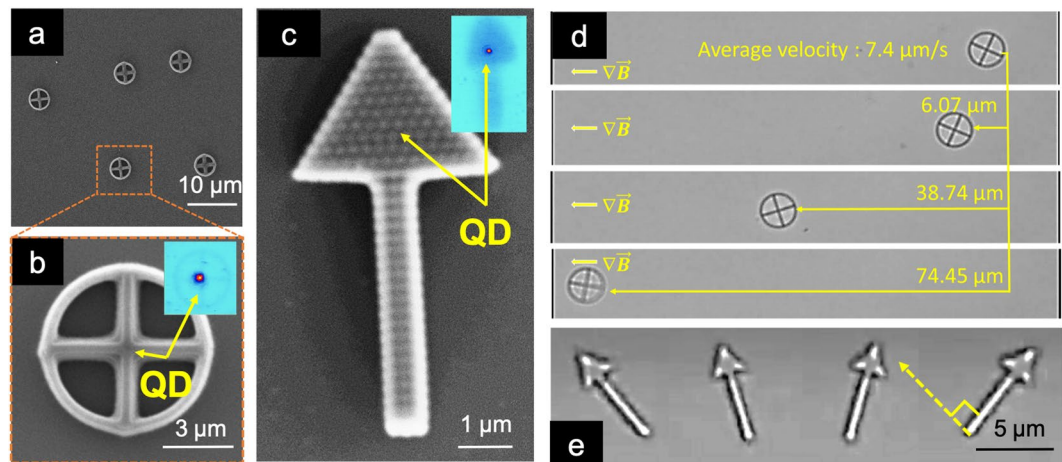 a
10 μm
b
QD
3 μm
c
QD
1 μm
d
Average velocity : 7.4 μm/s
∇B⃗
6.07 μm
∇B⃗
38.74 μm
∇B⃗
∇B⃗
74.45 μm
e
5 μm